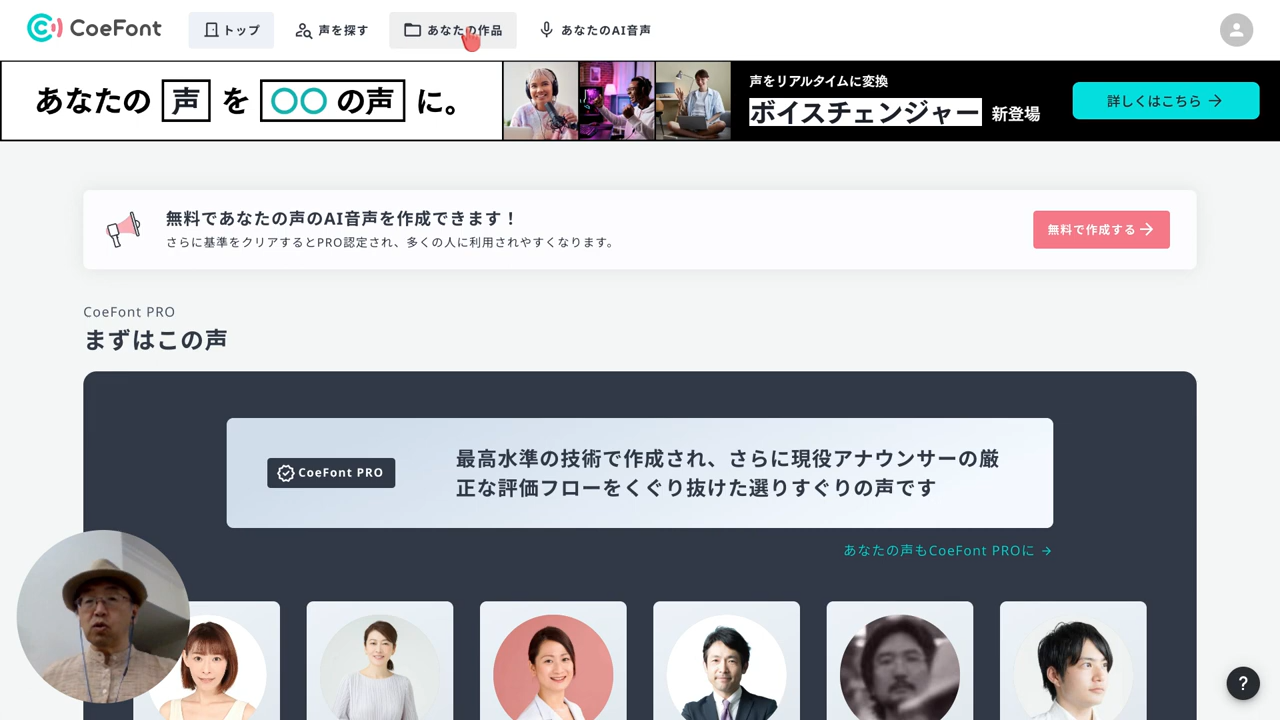 CoeFont
トップ
声を探す
あなたの作品
あなたのAI音声
あなたの 声 を 〇〇 の声 に。
声をリアルタイムに変換
ボイスチェンジャー 新登場
詳しくはこちら →
無料であなたの声のAI音声を作成できます！
さらに基準をクリアするとPRO認定され、多くの人に利用されやすくなります。
無料で作成する →
CoeFont PRO
まずはこの声
CoeFont PRO
最高水準の技術で作成され、さらに現役アナウンサーの厳
正な評価フローをくぐり抜けた選りすぐりの声です
あなたの声もCoeFont PROに →
?